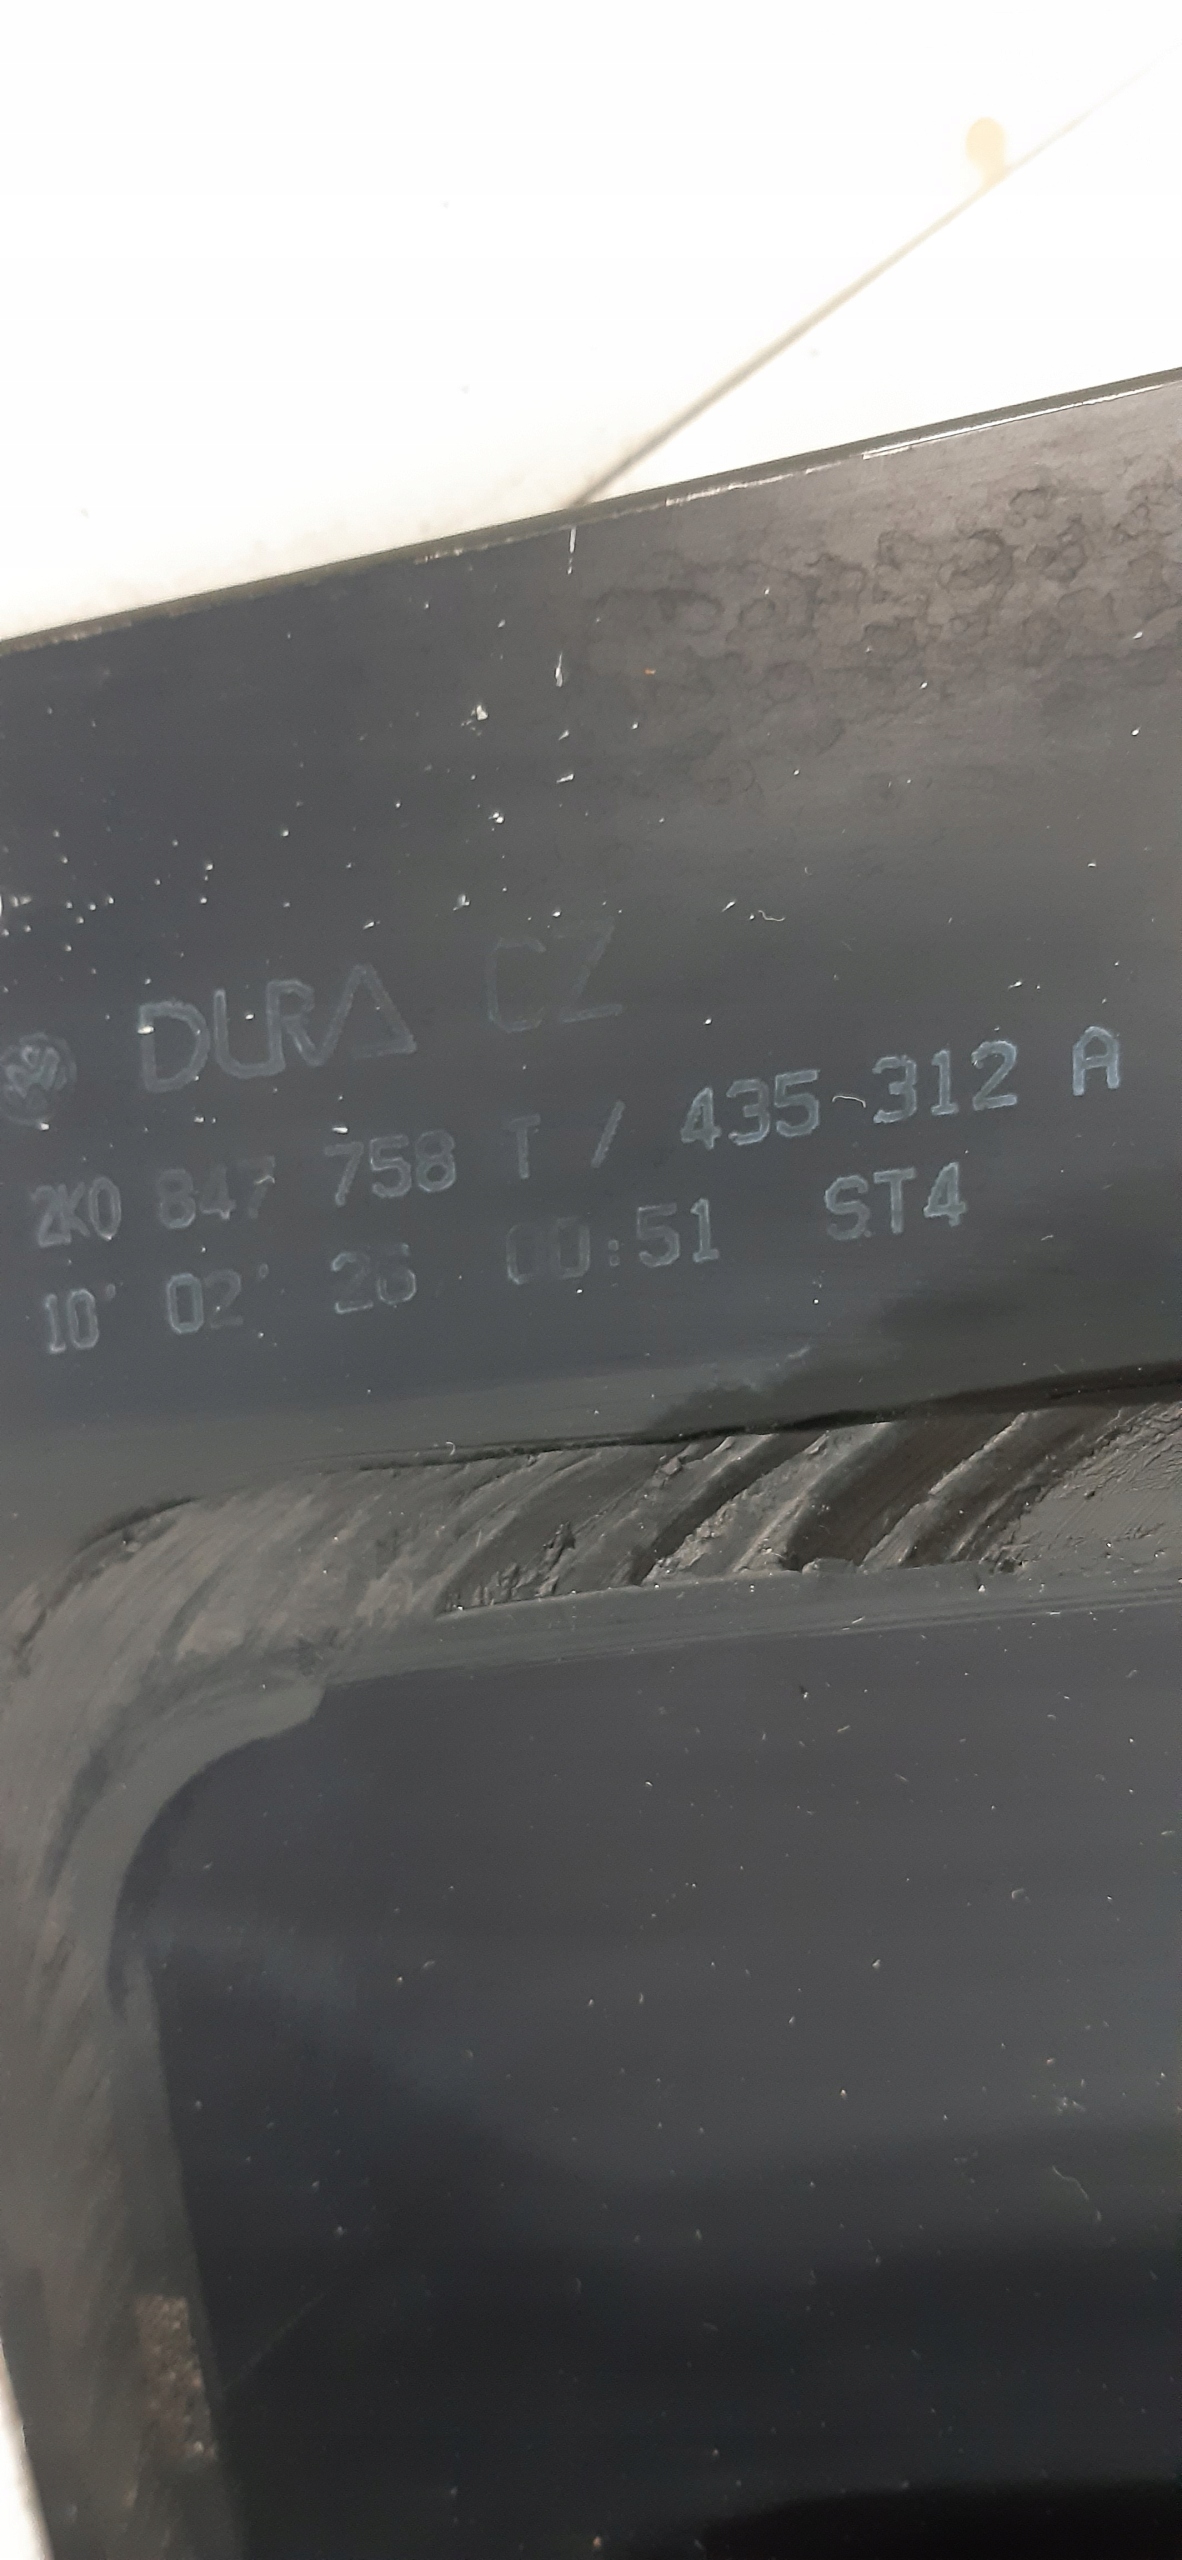 DURA CZ
2K0 847 758 T / 435-312 A
10' 02' 26 00:51 ST4